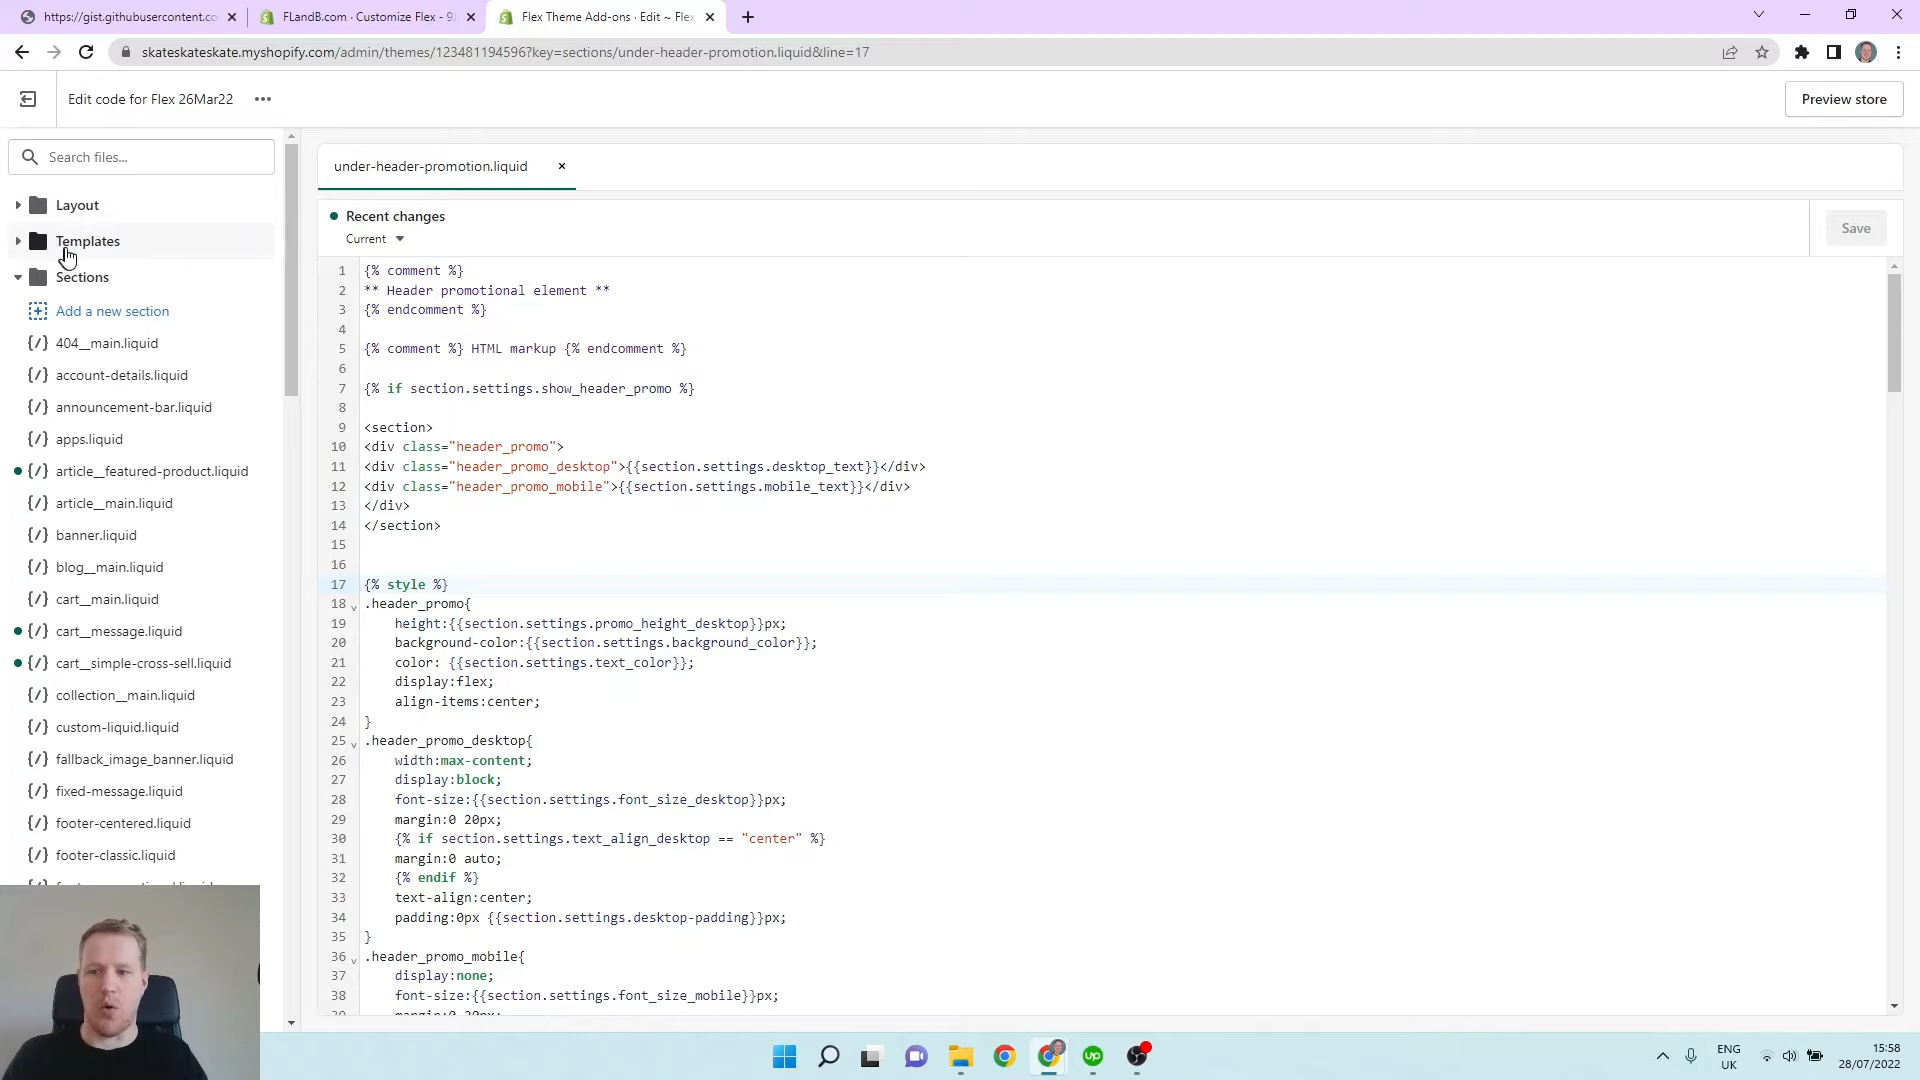 https://gist.githubusercontent.co
FLandB.com · Customize Flex - 9
Flex Theme Add-ons · Edit ~ Flex
skateskateskate.myshopify.com/admin/themes/123481194596?key=sections/under-header-promotion.liquid&line=17
Edit code for Flex 26Mar22
Preview store
Search files...
Layout
Templates
Sections
Add a new section
{/} 404__main.liquid
{/} account-details.liquid
{/} announcement-bar.liquid
{/} apps.liquid
{/} article__featured-product.liquid
{/} article__main.liquid
{/} banner.liquid
{/} blog__main.liquid
{/} cart__main.liquid
{/} cart__message.liquid
{/} cart__simple-cross-sell.liquid
{/} collection__main.liquid
{/} custom-liquid.liquid
{/} fallback_image_banner.liquid
{/} fixed-message.liquid
{/} footer-centered.liquid
{/} footer-classic.liquid
under-header-promotion.liquid
Recent changes
Current
Save
1 {% comment %}
2 ** Header promotional element **
3 {% endcomment %}
4
5 {% comment %} HTML markup {% endcomment %}
6
7 {% if section.settings.show_header_promo %}
8
9 <section>
10 <div class="header_promo">
11 <div class="header_promo_desktop">{{section.settings.desktop_text}}</div>
12 <div class="header_promo_mobile">{{section.settings.mobile_text}}</div>
13 </div>
14 </section>
15
16
17 {% style %}
18 .header_promo{
19 height:{{section.settings.promo_height_desktop}}px;
20 background-color:{{section.settings.background_color}};
21 color: {{section.settings.text_color}};
22 display:flex;
23 align-items:center;
24 }
25 .header_promo_desktop{
26 width:max-content;
27 display:block;
28 font-size:{{section.settings.font_size_desktop}}px;
29 margin:0 20px;
30 {% if section.settings.text_align_desktop == "center" %}
31 margin:0 auto;
32 {% endif %}
33 text-align:center;
34 padding:0px {{section.settings.desktop-padding}}px;
35 }
36 .header_promo_mobile{
37 display:none;
38 font-size:{{section.settings.font_size_mobile}}px;
39 margin:0 20px;
up
ENG
UK
15:58
28/07/2022